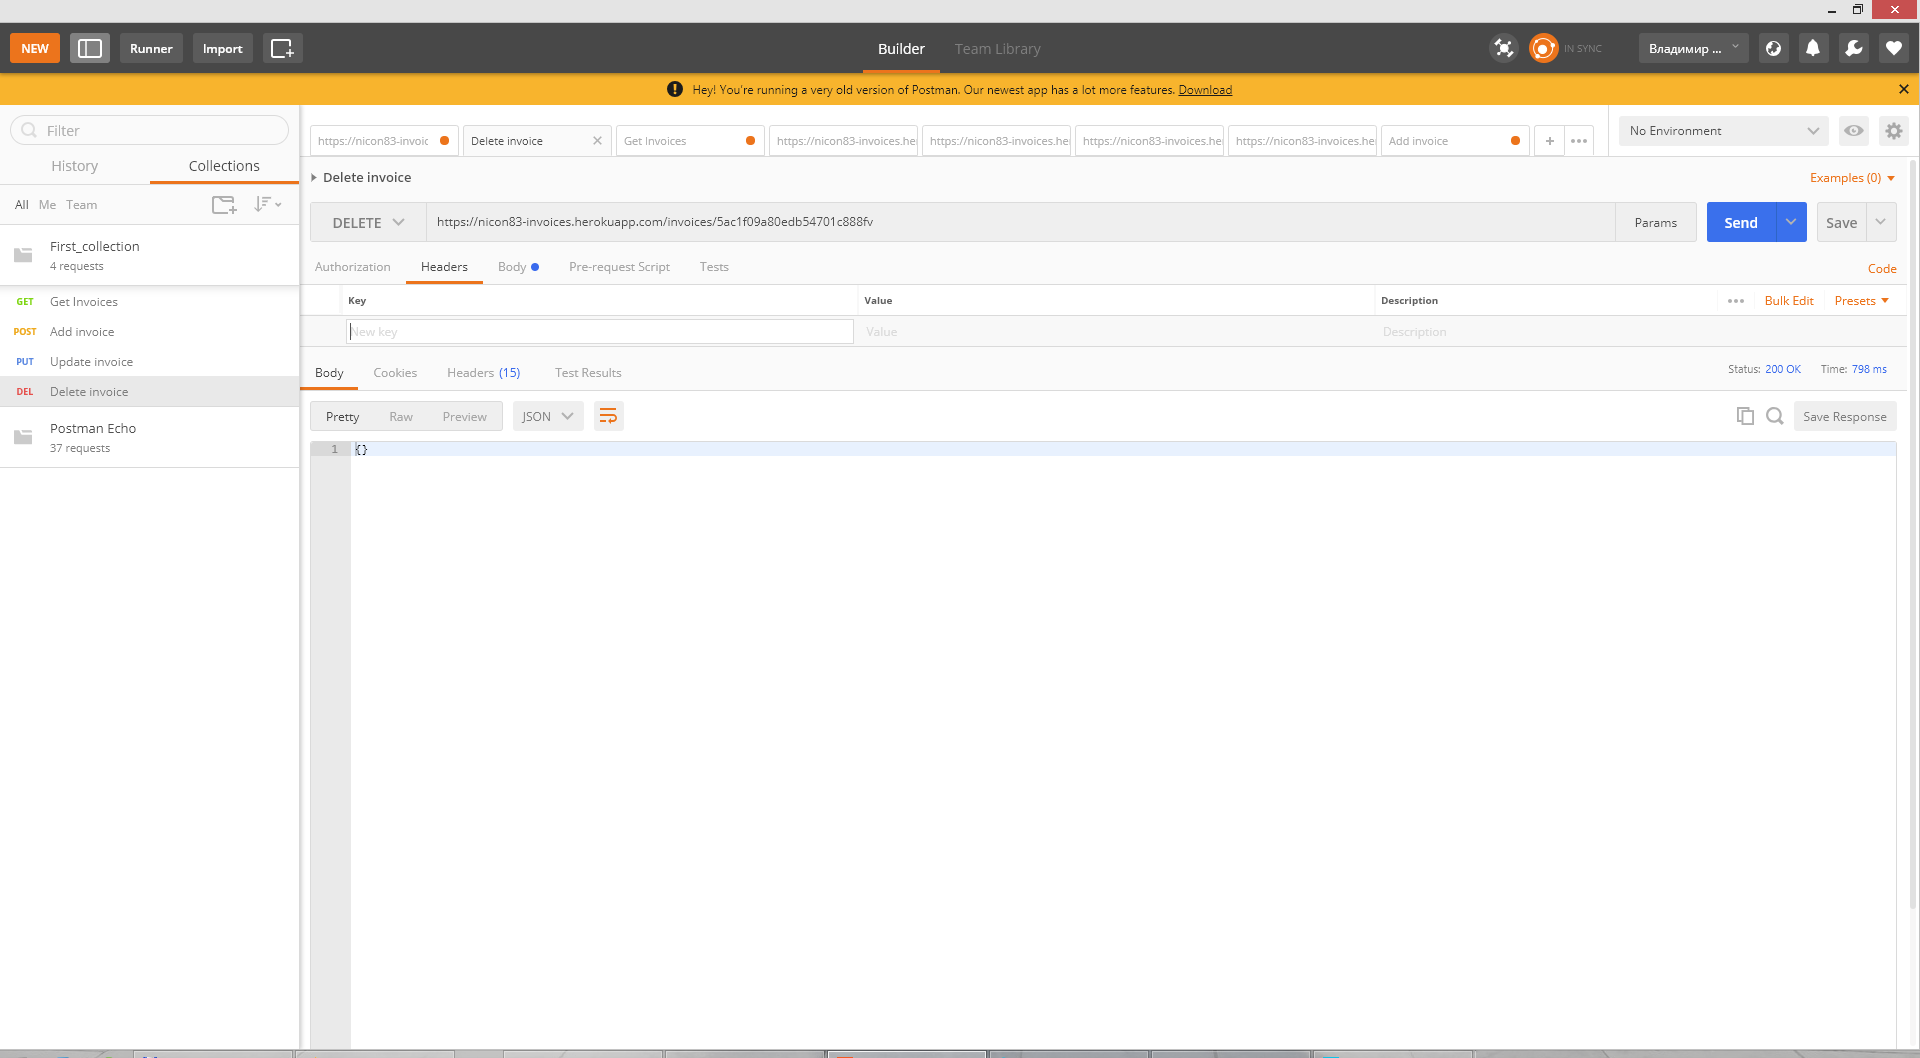 NEW Runner Import Builder Team Library IN SYNC Владимир ...
Hey! You're running a very old version of Postman. Our newest app has a lot more features. Download
Filter
History Collections
All Me Team
First_collection
4 requests
GET Get Invoices
POST Add invoice
PUT Update invoice
DEL Delete invoice
Postman Echo
37 requests
https://nicon83-invoic Delete invoice Get Invoices https://nicon83-invoices.he https://nicon83-invoices.he https://nicon83-invoices.he https://nicon83-invoices.he Add invoice + ••• No Environment
Delete invoice Examples (0)
DELETE https://nicon83-invoices.herokuapp.com/invoices/5ac1f09a80edb54701c888fv Params Send Save
Authorization Headers Body Pre-request Script Tests Code
Key Value Description ••• Bulk Edit Presets
New key Value Description
Body Cookies Headers (15) Test Results Status: 200 OK Time: 798 ms
Pretty Raw Preview JSON Save Response
1 {}